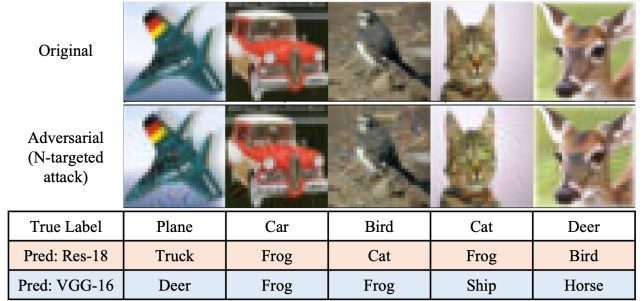 Original
Adversarial
(N-targeted
attack)
True Label Plane Car Bird Cat Deer
Pred: Res-18 Truck Frog Cat Frog Bird
Pred: VGG-16 Deer Frog Frog Ship Horse